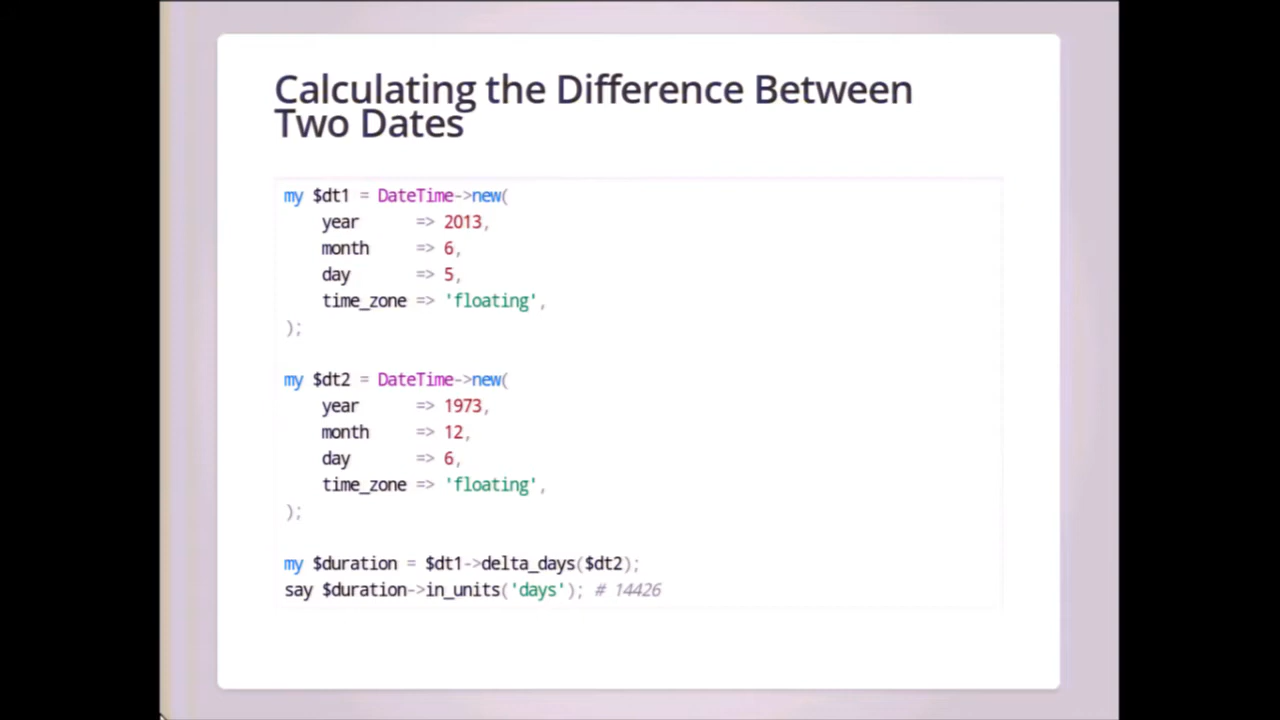 Calculating the Difference Between
Two Dates
my $dt1 = DateTime->new(
    year      => 2013,
    month     => 6,
    day       => 5,
    time_zone => 'floating',
);
my $dt2 = DateTime->new(
    year      => 1973,
    month     => 12,
    day       => 6,
    time_zone => 'floating',
);
my $duration = $dt1->delta_days($dt2);
say $duration->in_units('days'); # 14426